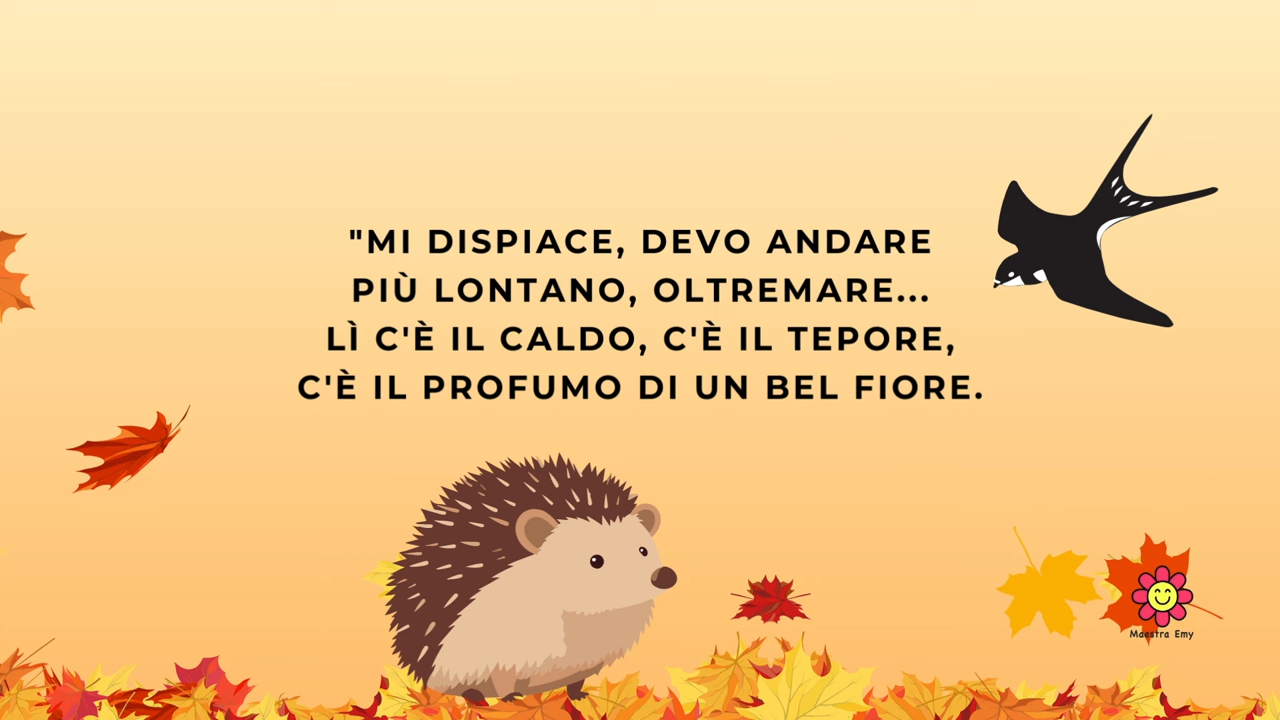 "MI DISPIACE, DEVO ANDARE
PIÙ LONTANO, OLTREMARE...
LÌ C'È IL CALDO, C'È IL TEPORE,
C'È IL PROFUMO DI UN BEL FIORE.
Maestra Emy